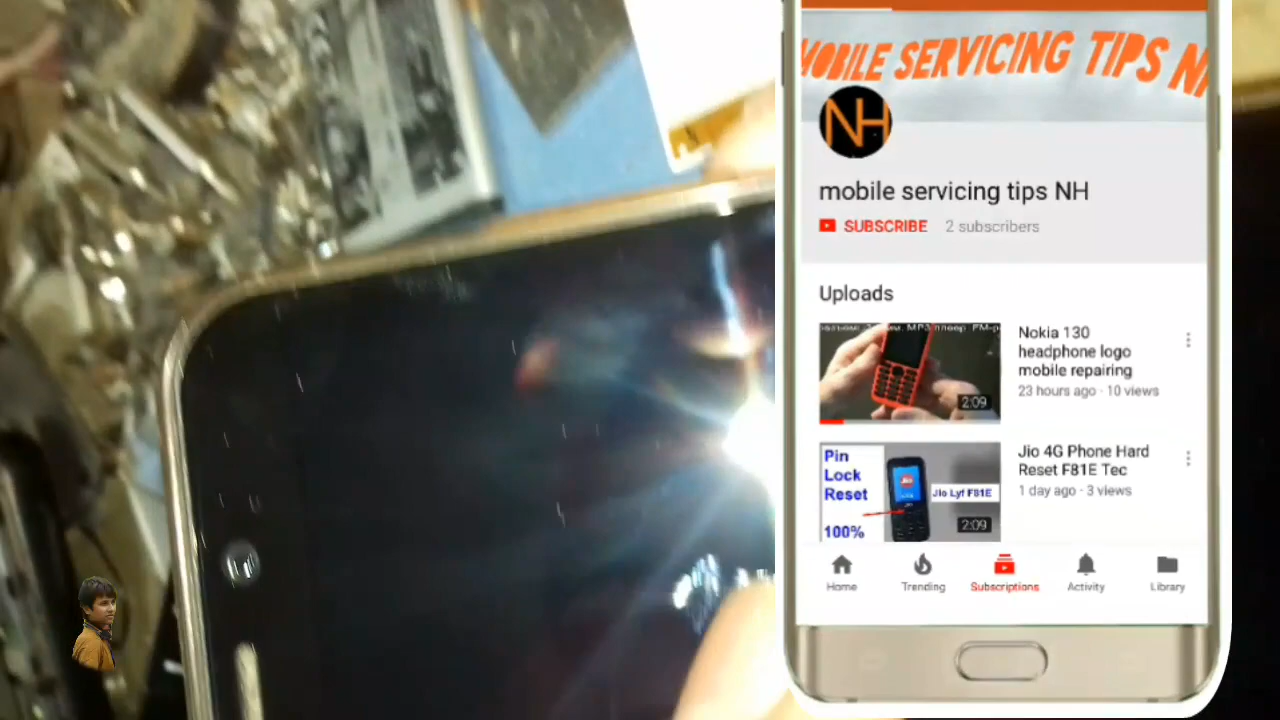 MOBILE SERVICING TIPS NH
NH
mobile servicing tips NH
SUBSCRIBE 2 subscribers
Uploads
Nokia 130
headphone logo
mobile repairing
23 hours ago · 10 views
2:09
Jio 4G Phone Hard
Reset F81E Tec
1 day ago · 3 views
Pin
Lock
Reset
100%
Jio Lyf F81E
2:09
Home
Trending
Subscriptions
Activity
Library